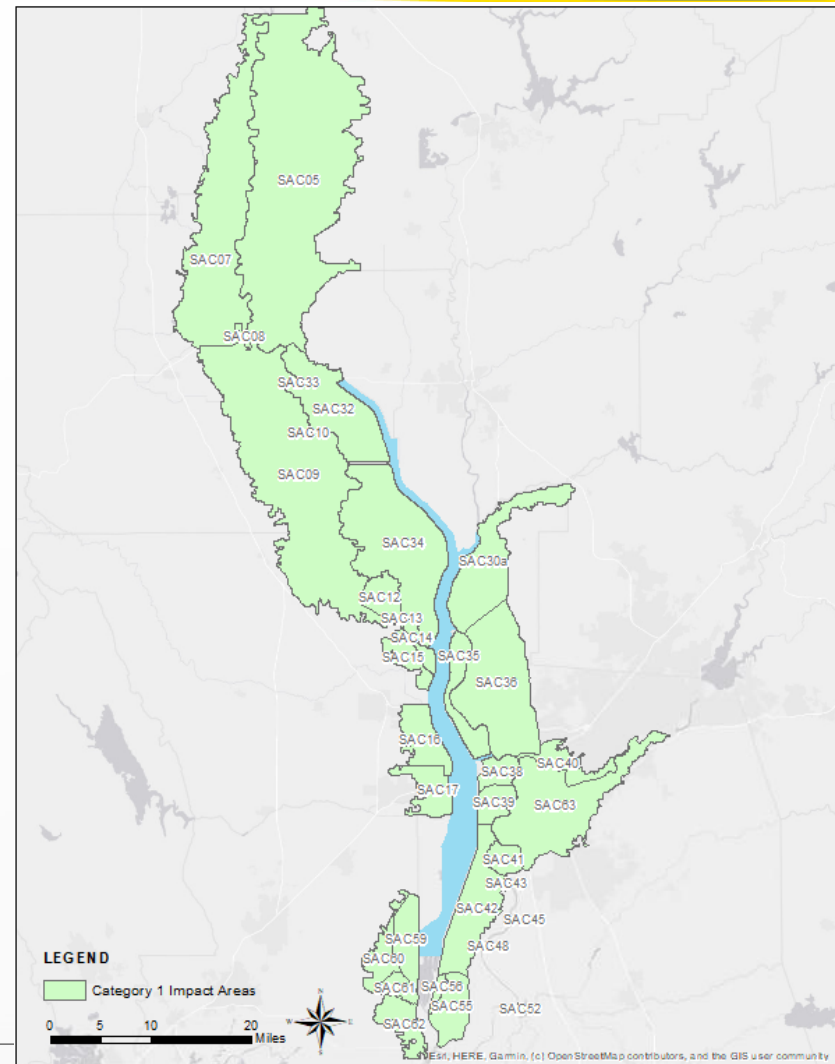 SAC05
SAC07
SAC08
SAC33
SAC32
SAC10
SAC09
SAC34
SAC30a
SAC12
SAC13
SAC14
SAC15
SAC35
SAC36
SAC16
SAC38
SAC40
SAC17
SAC39
SAC63
SAC41
SAC43
SAC42
SAC45
SAC59
SAC48
SAC60
SAC61
SAC56
SAC55
SAC52
SAC62
LEGEND
Category 1 Impact Areas
0 5 10 20
Miles
N
W E
S
Esri, HERE, Garmin, (c) OpenStreetMap contributors, and the GIS user community